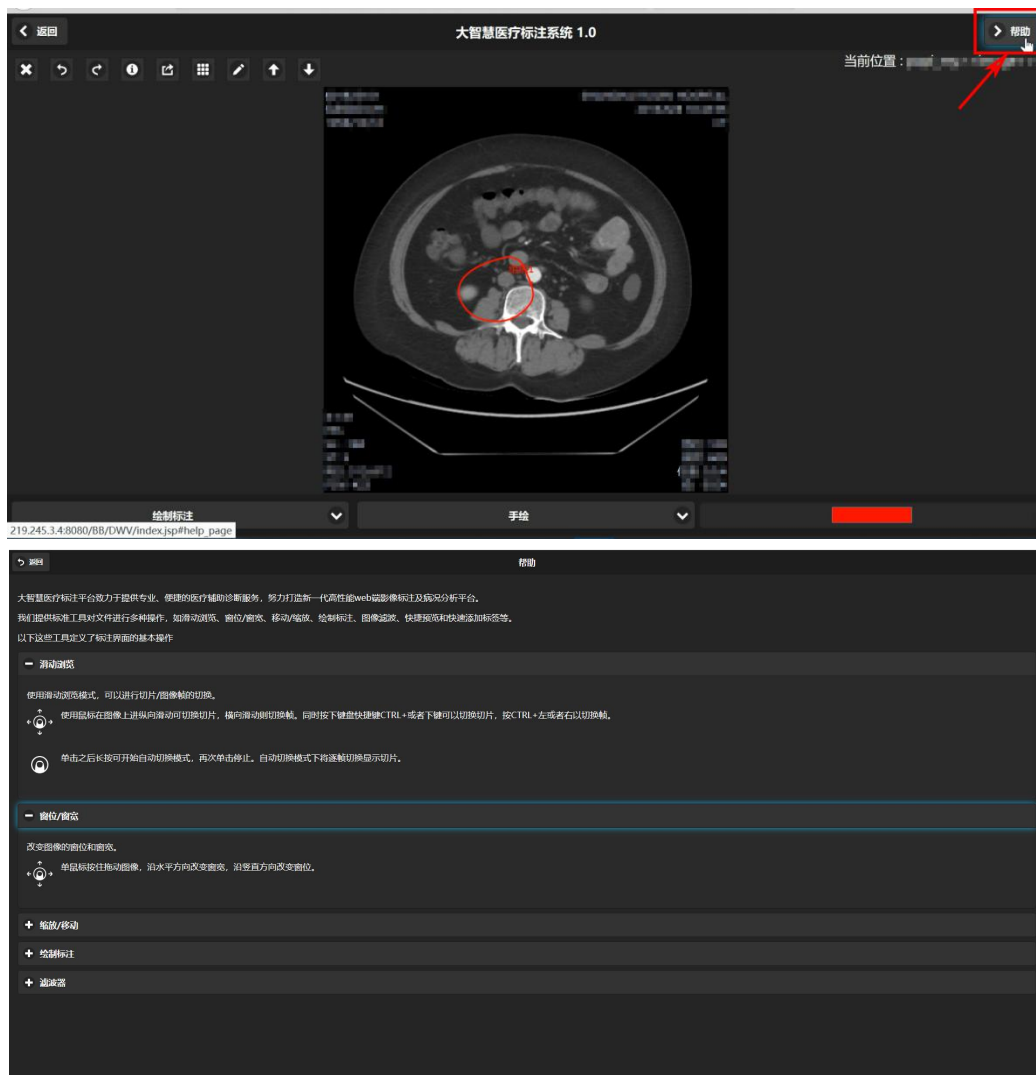 返回
大智慧医疗标注系统 1.0
帮助
当前位置：
绘制标注
手绘
219.245.3.4:8080/BB/DWV/index.jsp#help_page
返回
帮助
大智慧医疗标注平台致力于提供专业、便捷的医疗辅助诊断服务，努力打造新一代高性能web端影像标注及病况分析平台。
我们提供标准工具对文件进行多种操作，如滑动浏览、窗位/窗宽、移动/缩放、绘制标注、图像滤波、快捷预览和快速添加标签等。
以下这些工具定义了标注界面的基本操作
滑动浏览
使用滑动浏览模式，可以进行切片/图像帧的切换。
使用鼠标在图像上进纵向滑动可切换切片，横向滑动则切换帧。同时按下键盘快捷键CTRL+或者下键可以切换切片，按CTRL+左或者右以切换帧。
单击之后长按可开始自动切换模式，再次单击停止。自动切换模式下将逐帧切换显示切片。
窗位/窗宽
改变图像的窗位和窗宽。
单鼠标按住拖动图像，沿水平方向改变窗宽，沿竖直方向改变窗位。
缩放/移动
绘制标注
滤波器